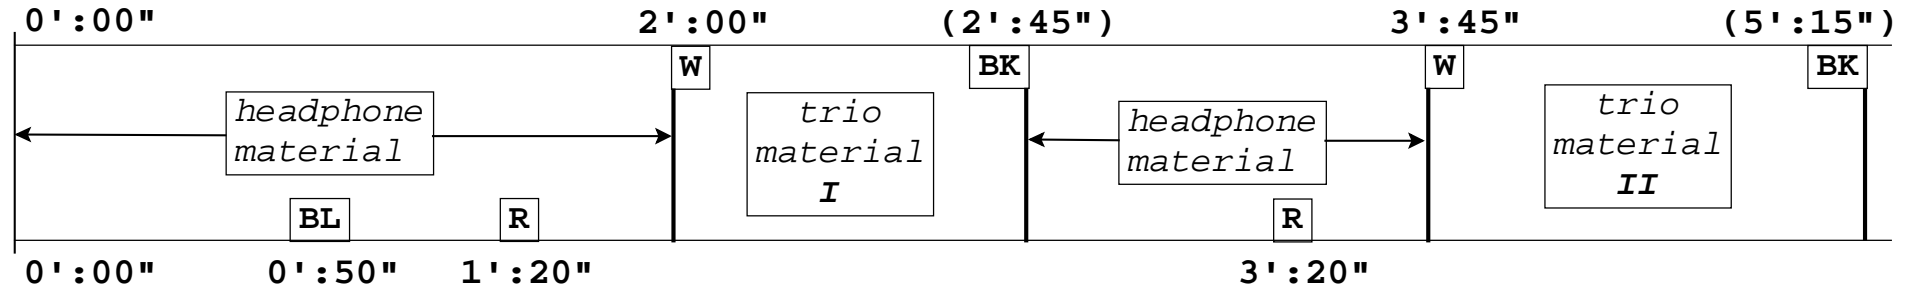 0':00" 2':00" (2':45") 3':45" (5':15")
W BK W BK
headphone
material
trio
material
I
headphone
material
trio
material
II
BL R R
0':00" 0':50" 1':20" 3':20"